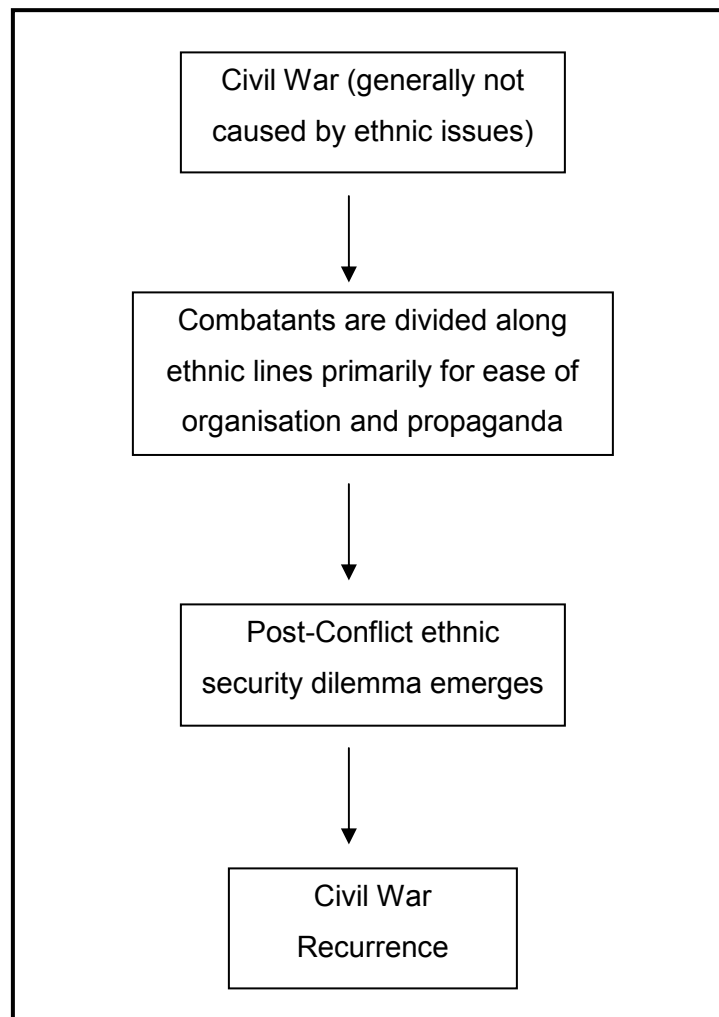 Civil War (generally not
caused by ethnic issues)
Combatants are divided along
ethnic lines primarily for ease of
organisation and propaganda
Post-Conflict ethnic
security dilemma emerges
Civil War
Recurrence